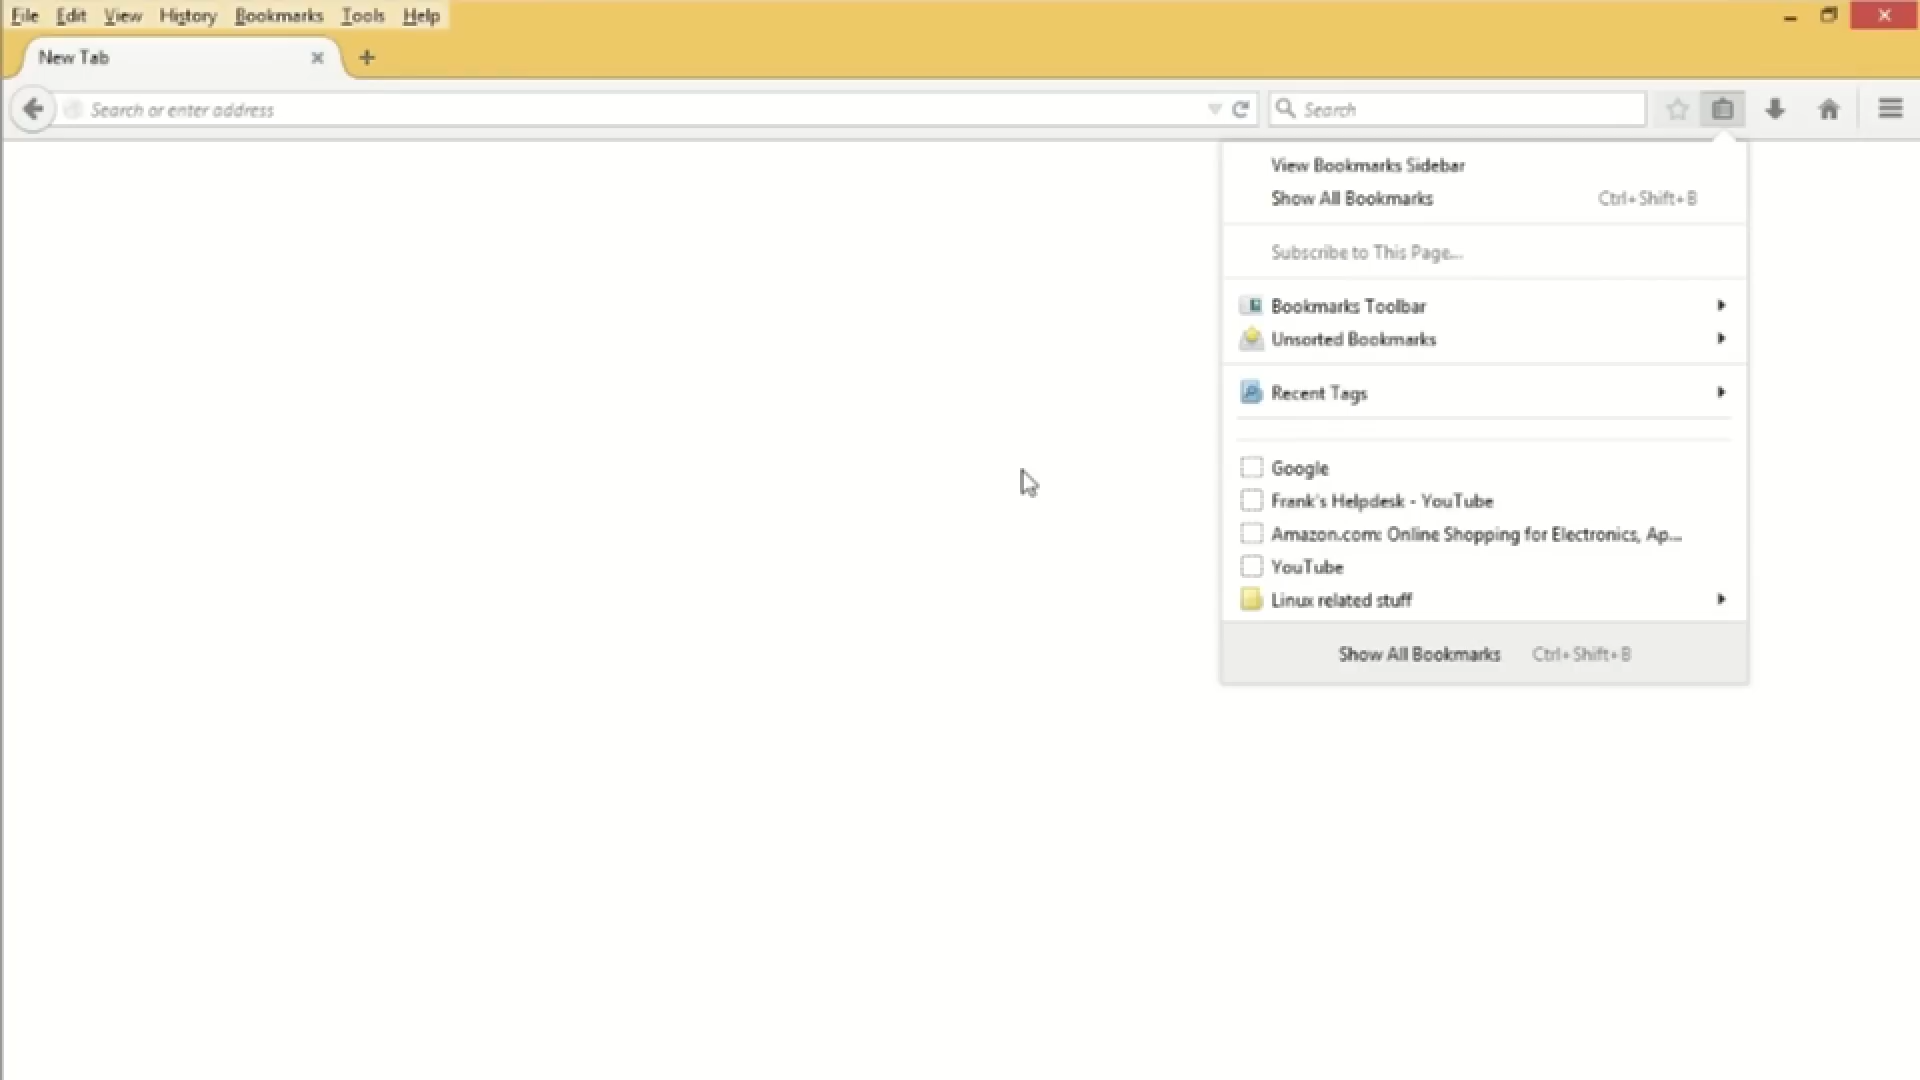 File Edit View History Bookmarks Tools Help
New Tab
Search or enter address
Search
View Bookmarks Sidebar
Show All Bookmarks Ctrl+Shift+B
Subscribe to This Page...
Bookmarks Toolbar
Unsorted Bookmarks
Recent Tags
Google
Frank's Helpdesk - YouTube
Amazon.com: Online Shopping for Electronics, Ap...
YouTube
Linux related stuff
Show All Bookmarks Ctrl+Shift+B